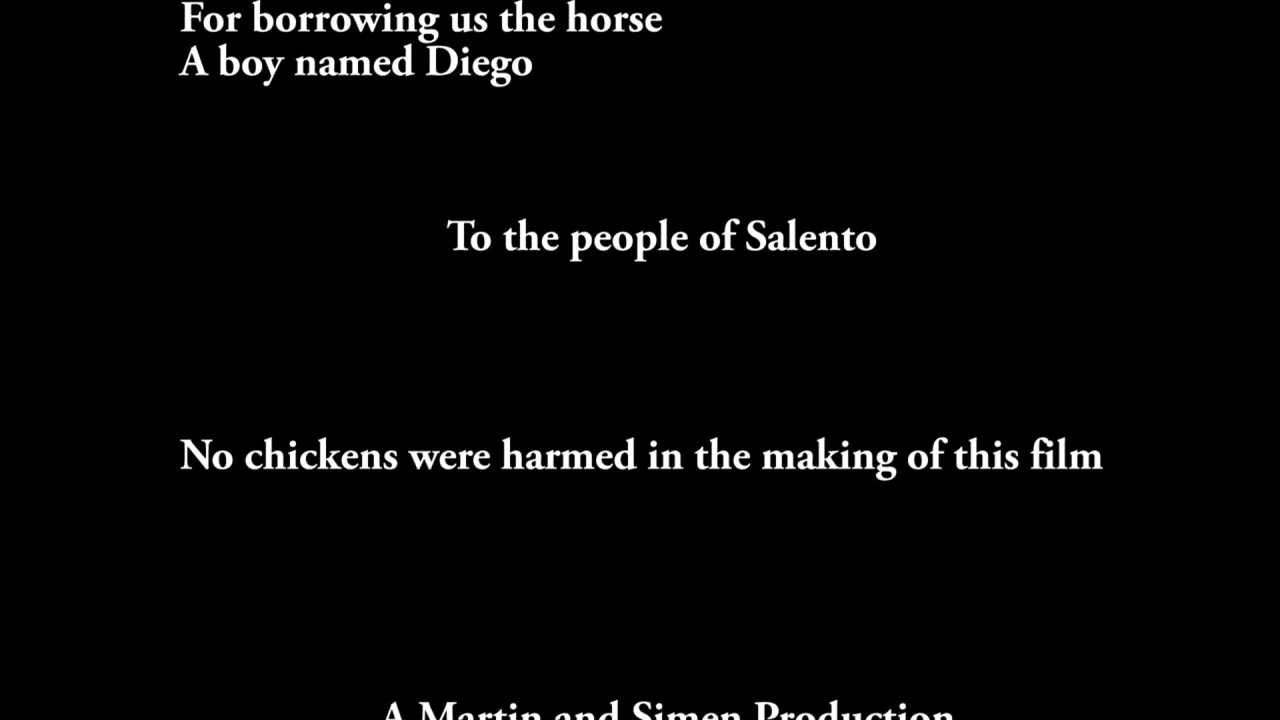 For borrowing us the horse
A boy named Diego
To the people of Salento
No chickens were harmed in the making of this film
A Martin and Simen Production